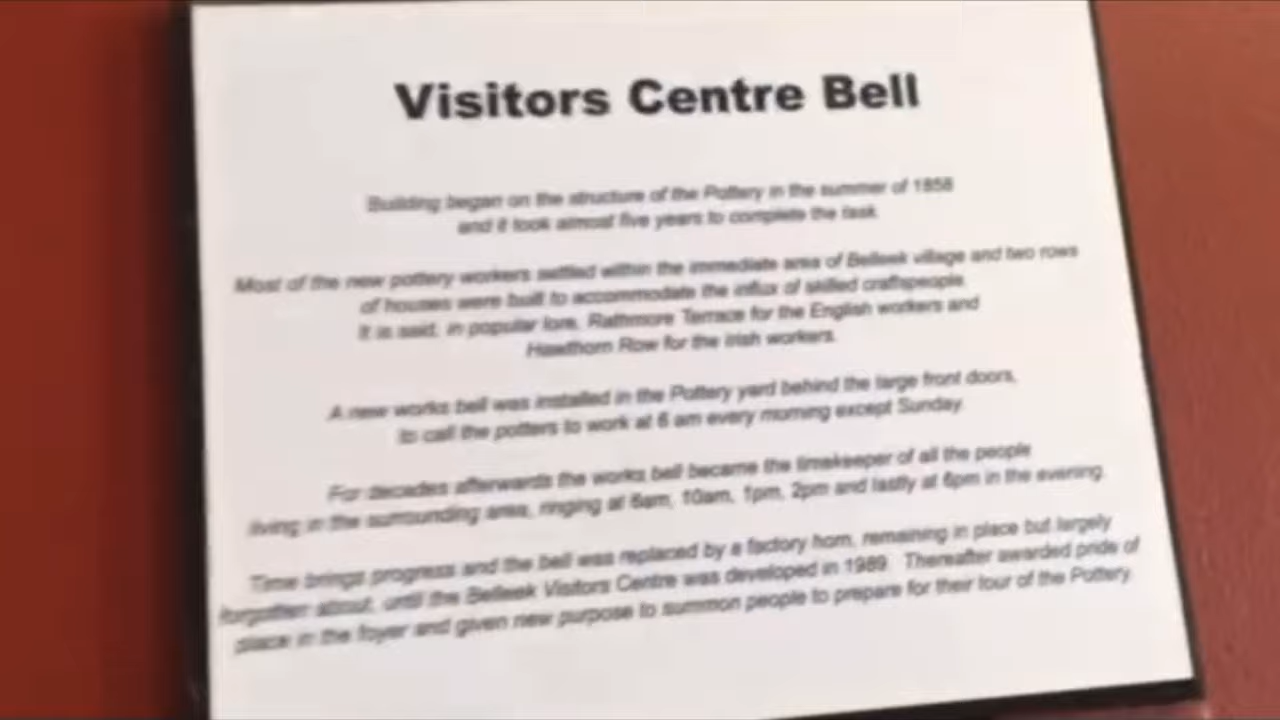 Visitors Centre Bell
Building began on the structure of the Pottery in the summer of 1858
and it took almost five years to complete the task.
Most of the new pottery workers settled within the immediate area of Belleek village and two rows
of houses were built to accommodate the influx of skilled craftspeople.
It is said, in popular lore, Rathmore Terrace for the English workers and
Hawthorn Row for the Irish workers.
A new works bell was installed in the Pottery yard behind the large front doors,
to call the potters to work at 6 am every morning except Sunday.
For decades afterwards the works bell became the timekeeper of all the people
living in the surrounding area, ringing at 6am, 10am, 1pm, 2pm and lastly at 6pm in the evening.
Time brings progress and the bell was replaced by a factory horn, remaining in place but largely
forgotten about, until the Belleek Visitors Centre was developed in 1989. Thereafter awarded pride of
place in the foyer and given new purpose to summon people to prepare for their tour of the Pottery.